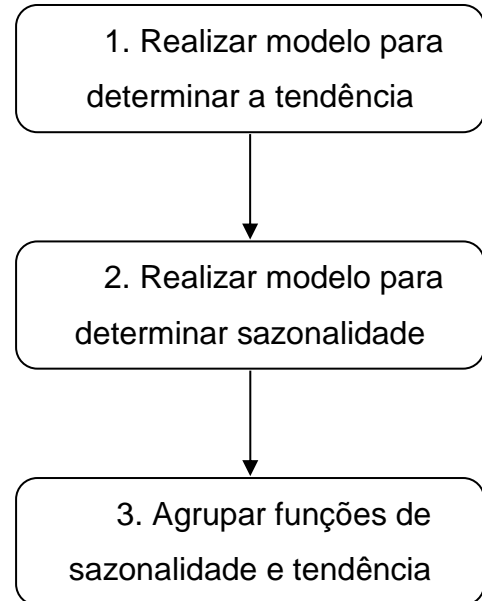 1. Realizar modelo para
determinar a tendência
2. Realizar modelo para
determinar sazonalidade
3. Agrupar funções de
sazonalidade e tendência